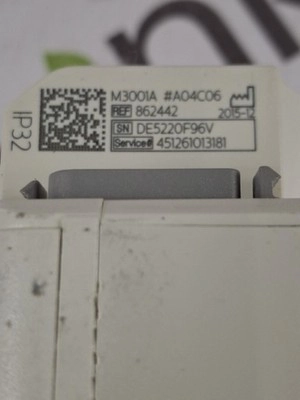 M3001A #A04C06
REF 862442 2015-12
SN DE5220F96V
Service# 451261013181
IP32